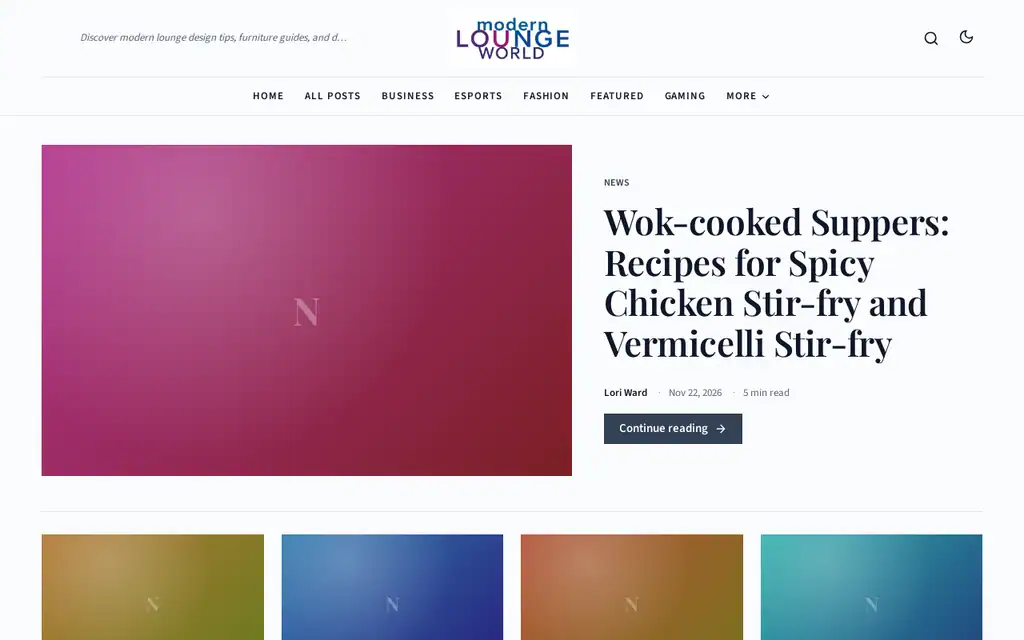 Discover modern lounge design tips, furniture guides, and d…
modern
LOUNGE
WORLD
HOME ALL POSTS BUSINESS ESPORTS FASHION FEATURED GAMING MORE
N
NEWS
Wok-cooked Suppers:
Recipes for Spicy
Chicken Stir-fry and
Vermicelli Stir-fry
Lori Ward · Nov 22, 2026 · 5 min read
Continue reading →
N N N N